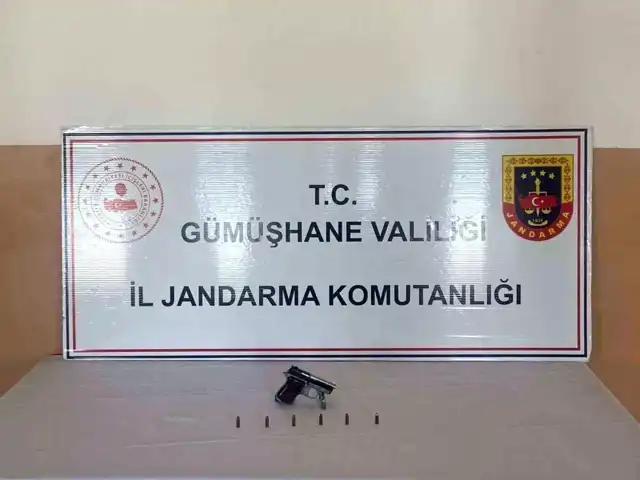 T.C.
GÜMÜŞHANE VALİLİĞİ
İL JANDARMA KOMUTANLIĞI
JANDARMA